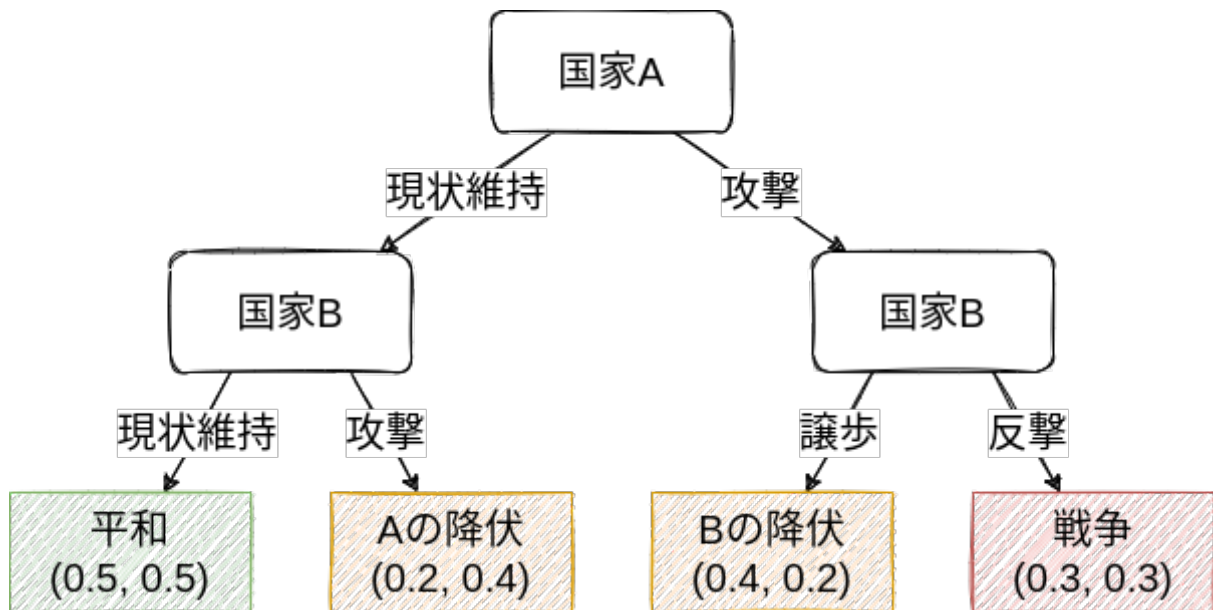 国家A
現状維持
攻撃
国家B
国家B
現状維持
攻撃
譲歩
反撃
平和
(0.5, 0.5)
Aの降伏
(0.2, 0.4)
Bの降伏
(0.4, 0.2)
戦争
(0.3, 0.3)